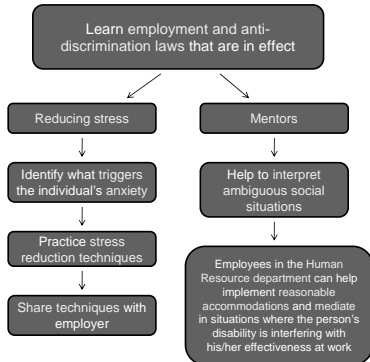 Learn employment and anti-
discrimination laws that are in effect
Reducing stress
Mentors
Identify what triggers
the individual's anxiety
Help to interpret
ambiguous social
situations
Practice stress
reduction techniques
Employees in the Human
Resource department can help
implement reasonable
accommodations and mediate
in situations where the person's
disability is interfering with
his/her effectiveness at work
Share techniques with
employer